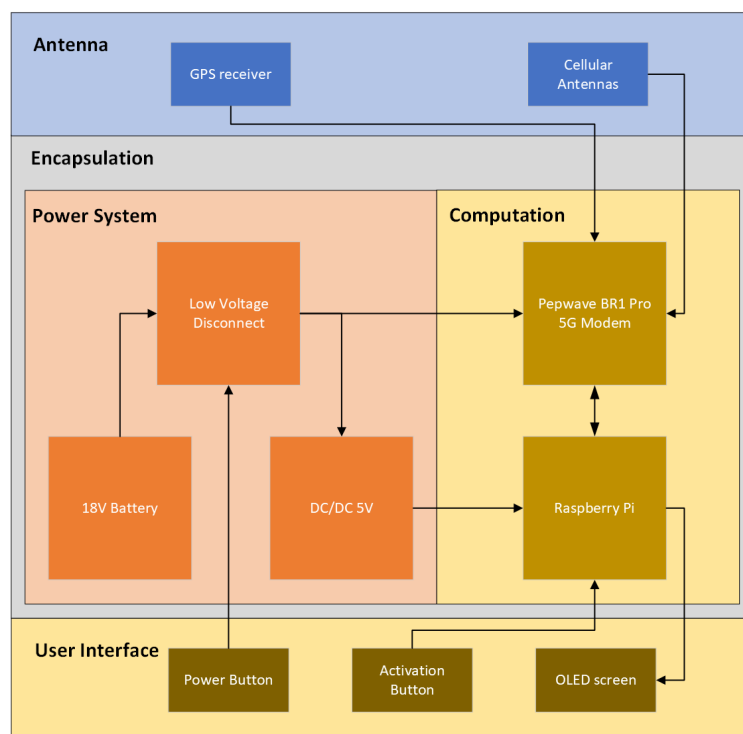 Antenna
GPS receiver
Cellular
Antennas
Encapsulation
Power System
Computation
Low Voltage
Disconnect
Pepwave BR1 Pro
5G Modem
18V Battery
DC/DC 5V
Raspberry Pi
User Interface
Power Button
Activation
Button
OLED screen